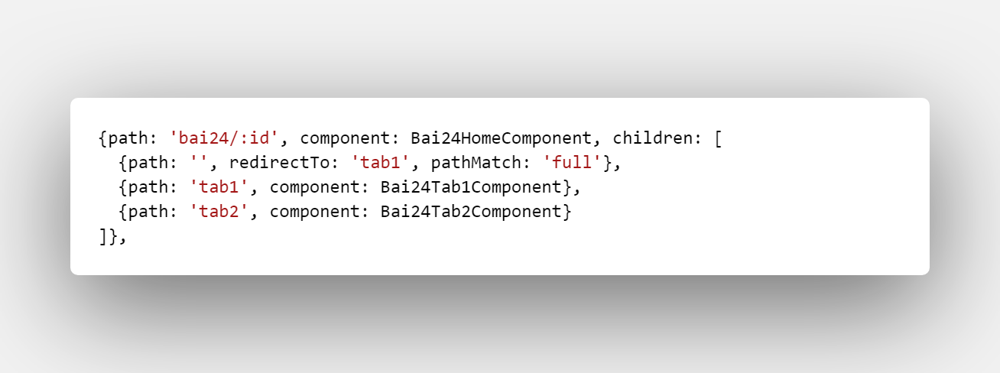 {path: 'bai24/:id', component: Bai24HomeComponent, children: [
  {path: '', redirectTo: 'tab1', pathMatch: 'full'},
  {path: 'tab1', component: Bai24Tab1Component},
  {path: 'tab2', component: Bai24Tab2Component}
]},